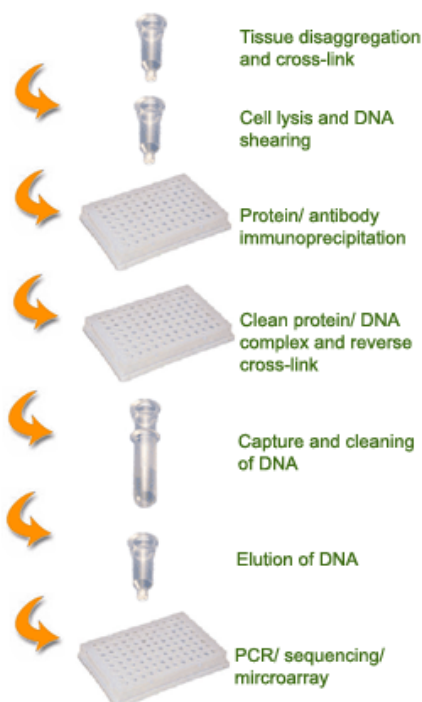 Tissue disaggregation
and cross-link
Cell lysis and DNA
shearing
Protein/ antibody
immunoprecipitation
Clean protein/ DNA
complex and reverse
cross-link
Capture and cleaning
of DNA
Elution of DNA
PCR/ sequencing/
mircroarray